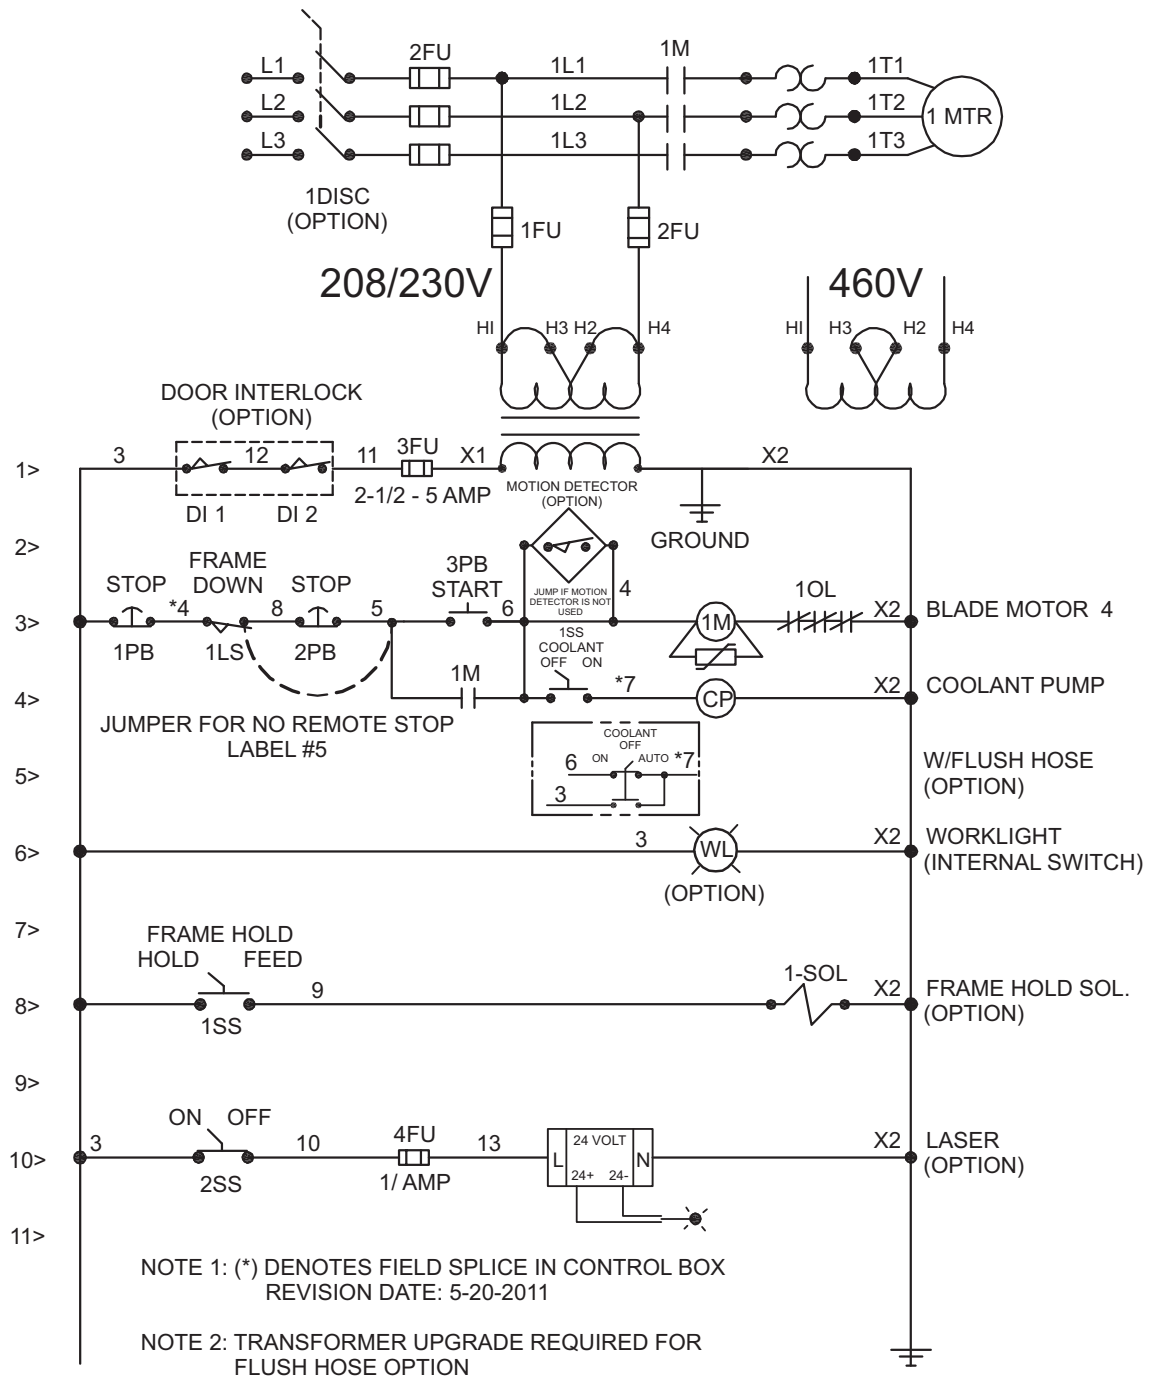 L1
2FU
1L1
1M
1T1
L2
1L2
1T2
1 MTR
L3
1L3
1T3
1DISC
(OPTION)
1FU
2FU
208/230V
460V
HI H3 H2 H4
HI H3 H2 H4
DOOR INTERLOCK
(OPTION)
1>
3
12
11
3FU
X1
X2
2-1/2 - 5 AMP
DI 1
DI 2
MOTION DETECTOR
(OPTION)
GROUND
2>
FRAME
DOWN
STOP
STOP
3PB
START
4
JUMP IF MOTION
DETECTOR IS NOT
USED
1OL
3>
*4
8
5
6
1M
X2
BLADE MOTOR 4
1PB
1LS
2PB
1SS
COOLANT
OFF ON
4>
1M
*7
CP
X2
COOLANT PUMP
JUMPER FOR NO REMOTE STOP
LABEL #5
5>
COOLANT
OFF
ON
AUTO
6
*7
3
W/FLUSH HOSE
(OPTION)
6>
3
WL
X2
WORKLIGHT
(INTERNAL SWITCH)
(OPTION)
7>
FRAME HOLD
HOLD FEED
8>
9
1-SOL
X2
FRAME HOLD SOL.
(OPTION)
1SS
9>
ON OFF
10>
3
10
4FU
13
24 VOLT
L
N
24+ 24-
X2
LASER
(OPTION)
2SS
1/ AMP
11>
NOTE 1: (*) DENOTES FIELD SPLICE IN CONTROL BOX
REVISION DATE: 5-20-2011
NOTE 2: TRANSFORMER UPGRADE REQUIRED FOR
FLUSH HOSE OPTION